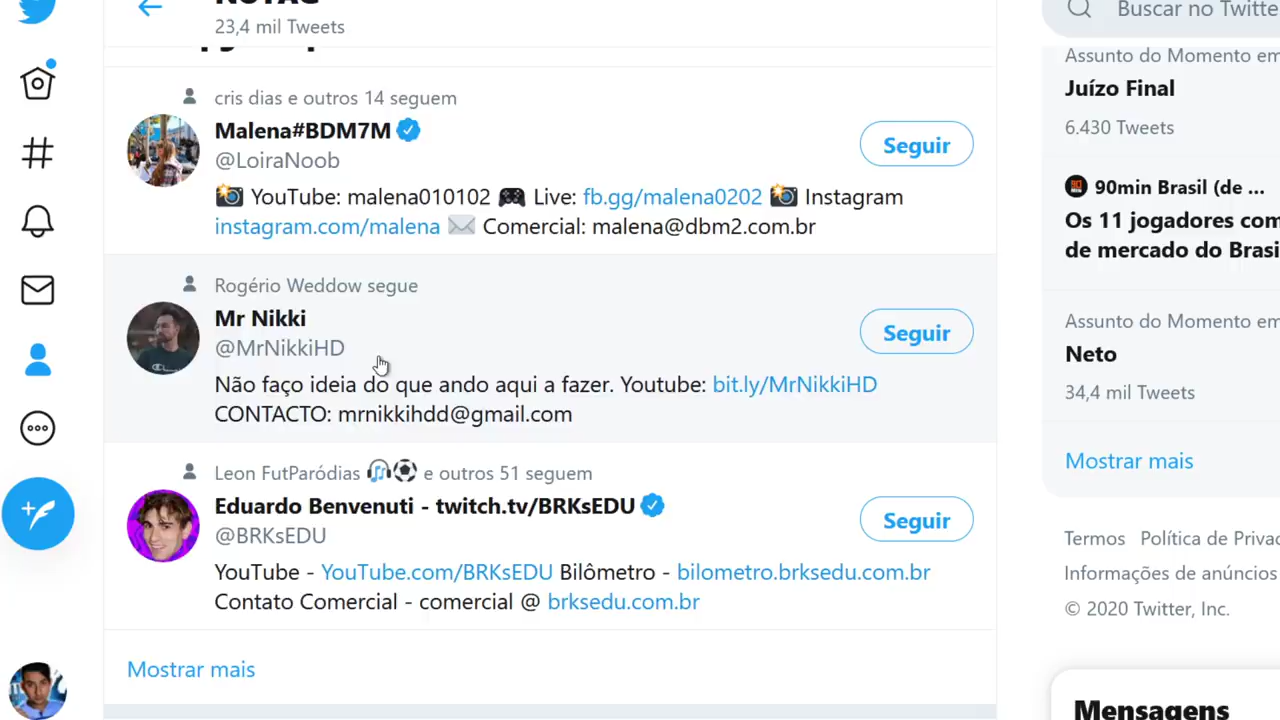 23,4 mil Tweets
cris dias e outros 14 seguem
Malena#BDM7M
@LoiraNoob
Seguir
📸 YouTube: malena010102 🎮 Live: fb.gg/malena0202 📸 Instagram
instagram.com/malena ✉️ Comercial: malena@dbm2.com.br
Rogério Weddow segue
Mr Nikki
@MrNikkiHD
Seguir
Não faço ideia do que ando aqui a fazer. Youtube: bit.ly/MrNikkiHD
CONTACTO: mrnikkihdd@gmail.com
Leon FutParódias 🎧⚽ e outros 51 seguem
Eduardo Benvenuti - twitch.tv/BRKsEDU
@BRKsEDU
Seguir
YouTube - YouTube.com/BRKsEDU Bilômetro - bilometro.brksedu.com.br
Contato Comercial - comercial @ brksedu.com.br
Mostrar mais
Buscar no Twitte
Assunto do Momento em
Juízo Final
6.430 Tweets
90min Brasil (de ...
Os 11 jogadores com
de mercado do Brasi
Assunto do Momento em
Neto
34,4 mil Tweets
Mostrar mais
Termos Política de Priva
Informações de anúncios
© 2020 Twitter, Inc.
Mensagens